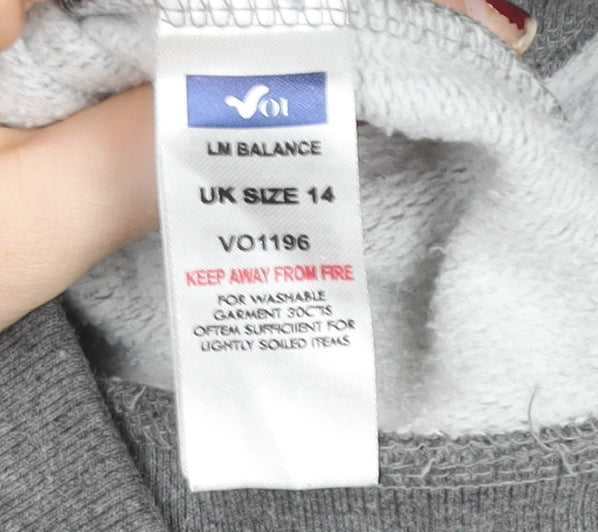 VOI
LM BALANCE
UK SIZE 14
VO1196
KEEP AWAY FROM FIRE
FOR WASHABLE
GARMENT 30C"IS
OFTEM SUFFICIIENT FOR
LIGHTLY SOILED ITEMS